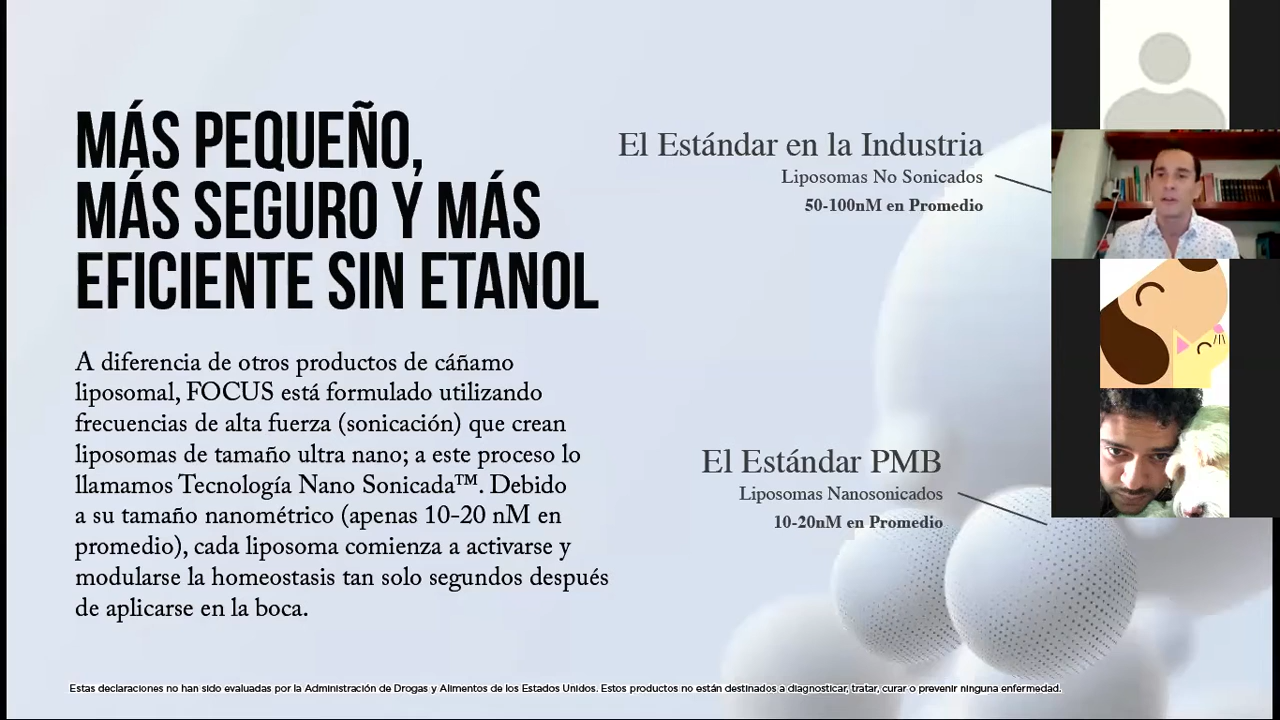 MÁS PEQUEÑO,
MÁS SEGURO Y MÁS
EFICIENTE SIN ETANOL
A diferencia de otros productos de cáñamo
liposomal, FOCUS está formulado utilizando
frecuencias de alta fuerza (sonicación) que crean
liposomas de tamaño ultra nano; a este proceso lo
llamamos Tecnología Nano Sonicada™. Debido
a su tamaño nanométrico (apenas 10-20 nM en
promedio), cada liposoma comienza a activarse y
modularse la homeostasis tan solo segundos después
de aplicarse en la boca.
El Estándar en la Industria
Liposomas No Sonicados
50-100nM en Promedio
El Estándar PMB
Liposomas Nanosonicados
10-20nM en Promedio
Estas declaraciones no han sido evaluadas por la Administración de Drogas y Alimentos de los Estados Unidos. Estos productos no están destinados a diagnosticar, tratar, curar o prevenir ninguna enfermedad.